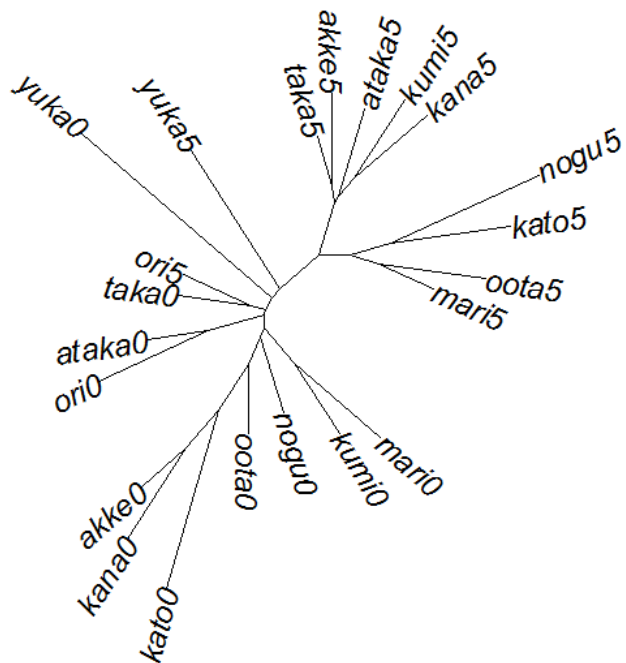 akke5
ataka5
kumi5
kana5
taka5
yuka5
yuka0
nogu5
kato5
oota5
mari5
ori5
taka0
ataka0
ori0
mari0
kumi0
nogu0
oota0
akke0
kana0
kato0